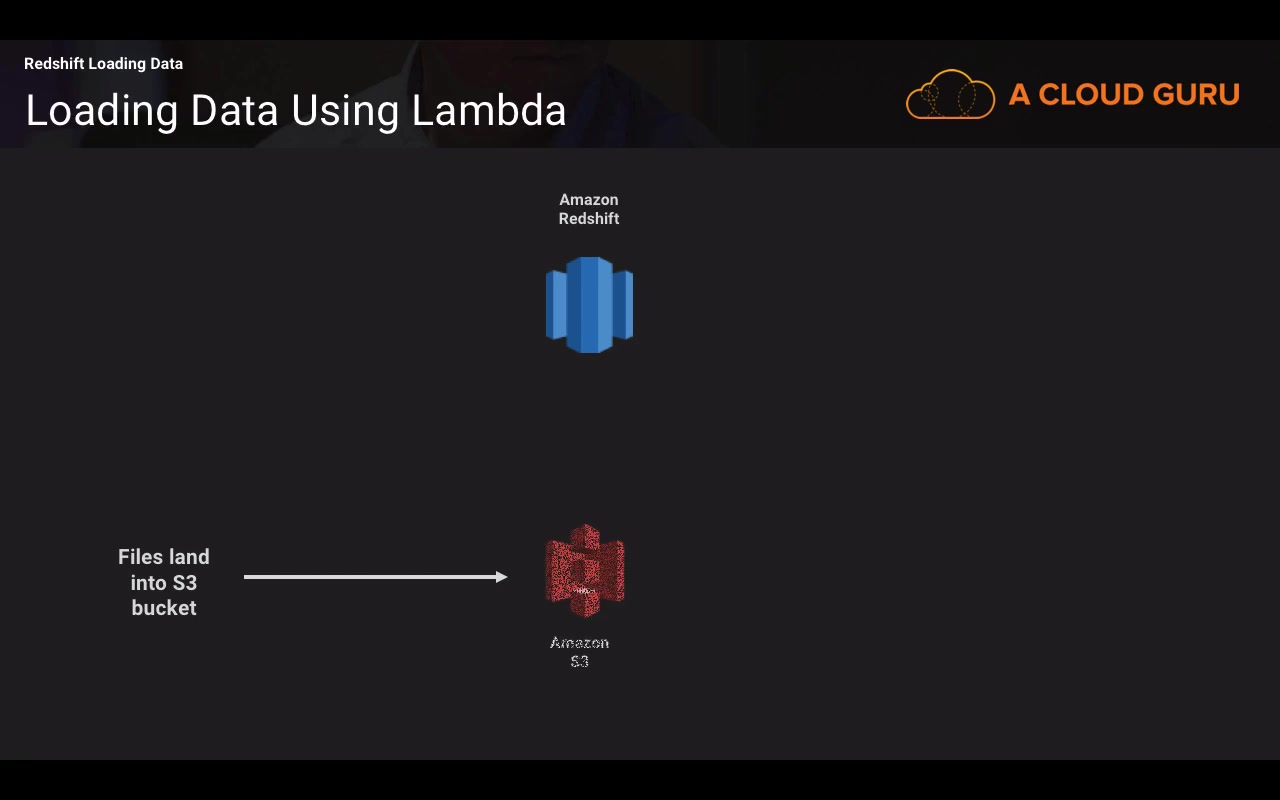 Redshift Loading Data
Loading Data Using Lambda
A CLOUD GURU
Amazon
Redshift
Files land
into S3
bucket
Amazon
S3